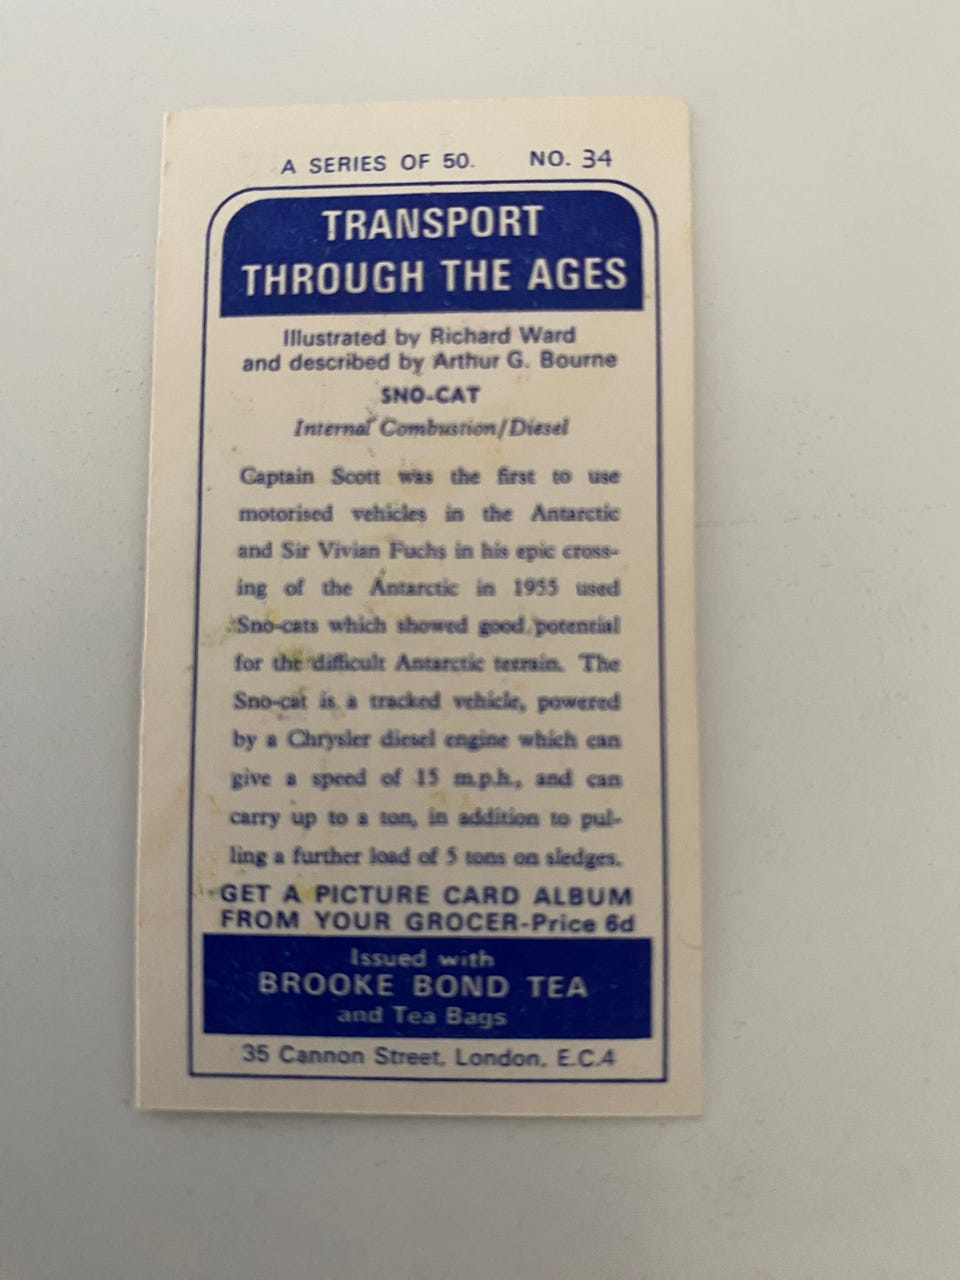 A SERIES OF 50. NO. 34
TRANSPORT
THROUGH THE AGES
Illustrated by Richard Ward
and described by Arthur G. Bourne
SNO-CAT
Internal Combustion/Diesel
Captain Scott was the first to use
motorised vehicles in the Antarctic
and Sir Vivian Fuchs in his epic cross-
ing of the Antarctic in 1955 used
Sno-cats which showed good potential
for the difficult Antarctic terrain. The
Sno-cat is a tracked vehicle, powered
by a Chrysler diesel engine which can
give a speed of 15 m.p.h., and can
carry up to a ton, in addition to pul-
ling a further load of 5 tons on sledges.
GET A PICTURE CARD ALBUM
FROM YOUR GROCER-Price 6d
Issued with
BROOKE BOND TEA
and Tea Bags
35 Cannon Street, London, E.C.4